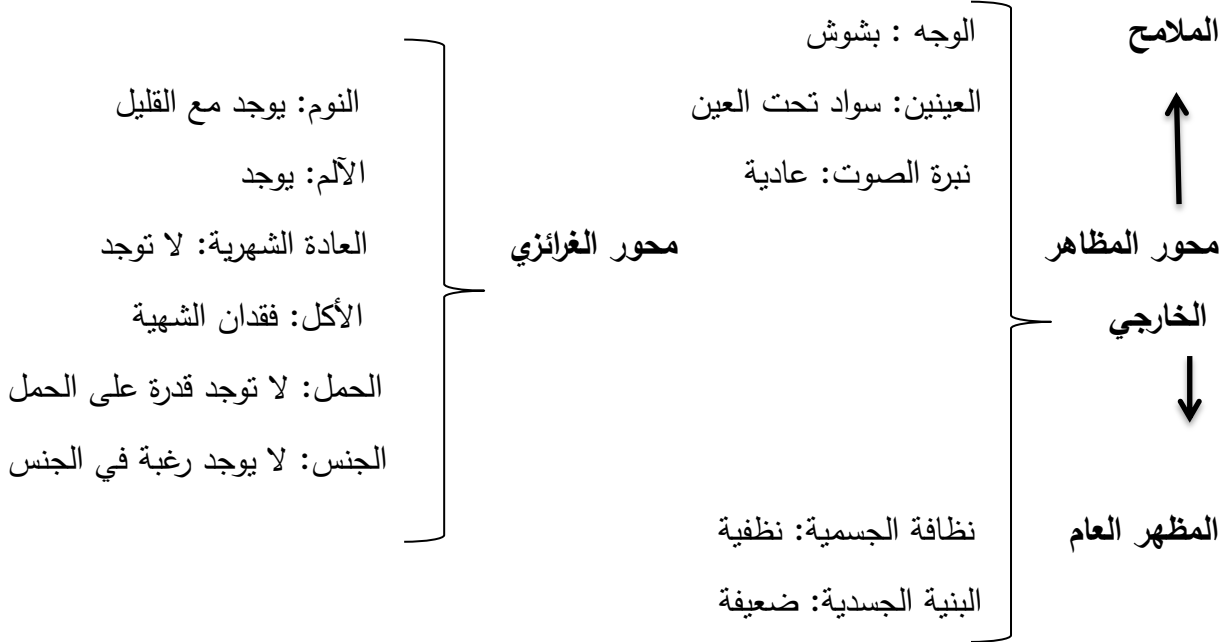 الملامح
الوجه : بشوش
العينين: سواد تحت العين
نبرة الصوت: عادية
محور المظاهر
الخارجي
المظهر العام
نظافة الجسمية: نظفية
البنية الجسدية: ضعيفة
محور الغرائزي
النوم: يوجد مع القليل
الآلم: يوجد
العادة الشهرية: لا توجد
الأكل: فقدان الشهية
الحمل: لا توجد قدرة على الحمل
الجنس: لا يوجد رغبة في الجنس